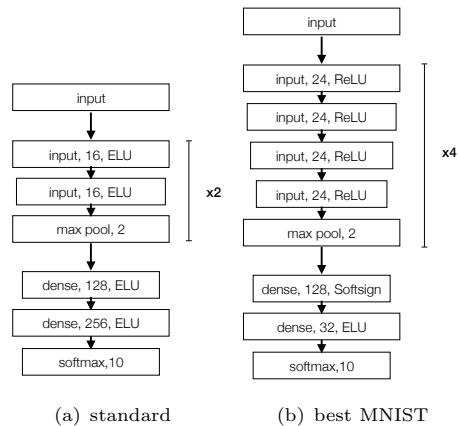 input
input, 16, ELU
input, 16, ELU
max pool, 2
x2
dense, 128, ELU
dense, 256, ELU
softmax,10
(a) standard
input
input, 24, ReLU
input, 24, ReLU
input, 24, ReLU
input, 24, ReLU
max pool, 2
x4
dense, 128, Softsign
dense, 32, ELU
softmax,10
(b) best MNIST